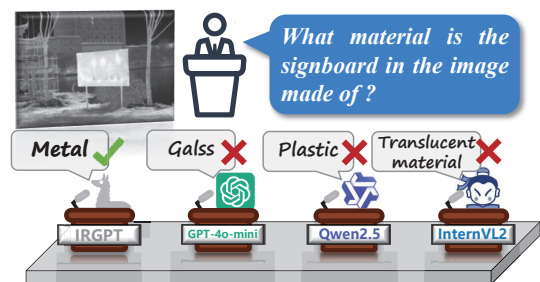 What material is the
signboard in the image
made of ?
Metal
Galss
Plastic
Translucent
material
IRGPT
GPT-4o-mini
Qwen2.5
InternVL2